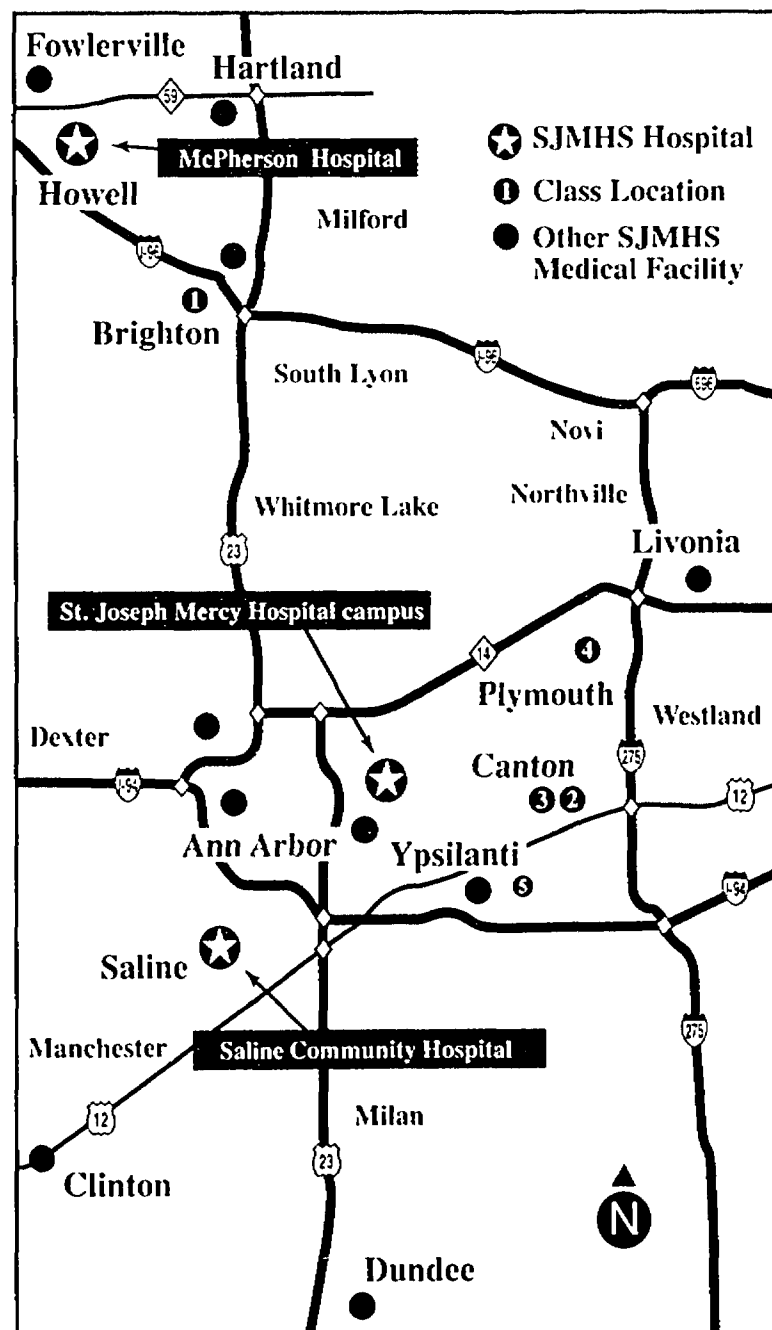 Fowlerville
Hartland
59
McPherson Hospital
Howell
Milford
SJMHS Hospital
1 Class Location
Other SJMHS
Medical Facility
I-96
1
Brighton
South Lyon
I-96
696
Novi
Northville
Whitmore Lake
23
Livonia
St. Joseph Mercy Hospital campus
14
4
Plymouth
Dexter
Westland
275
I-94
Canton
3 2
12
Ann Arbor
Ypsilanti
5
I-94
Saline
Manchester
Saline Community Hospital
275
12
Milan
23
Clinton
N
Dundee